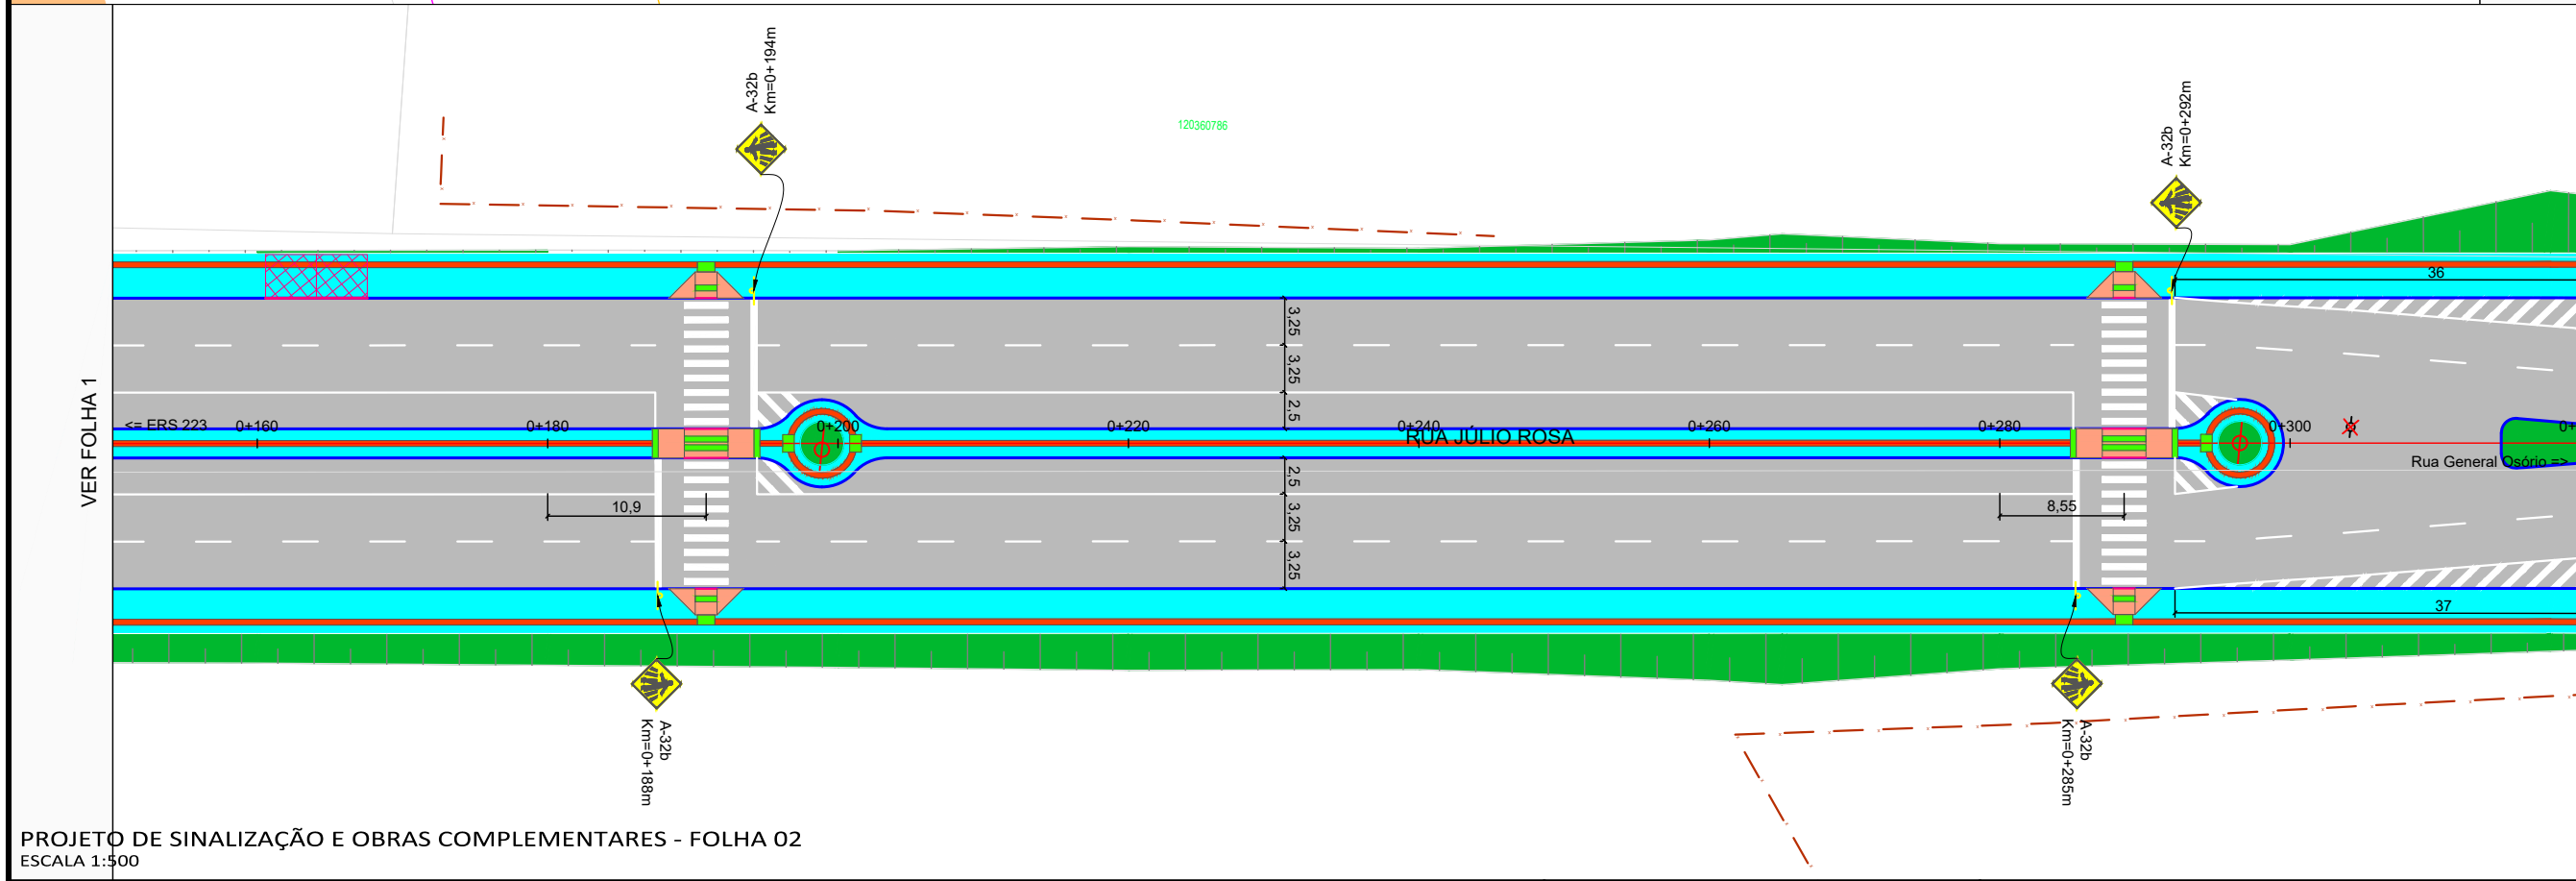 A-32b
Km=0+194m
A-32b
Km=0+292m
120360786
36
3,25
3,25
2,5
2,5
3,25
3,25
VER FOLHA 1
<= ERS 223
0+160
0+180
0+200
0+220
0+240
0+260
0+280
0+300
0+
RUA JÚLIO ROSA
Rua General Osório =>
10,9
8,55
37
A-32b
Km=0+188m
A-32b
Km=0+285m
PROJETO DE SINALIZAÇÃO E OBRAS COMPLEMENTARES - FOLHA 02
ESCALA 1:500